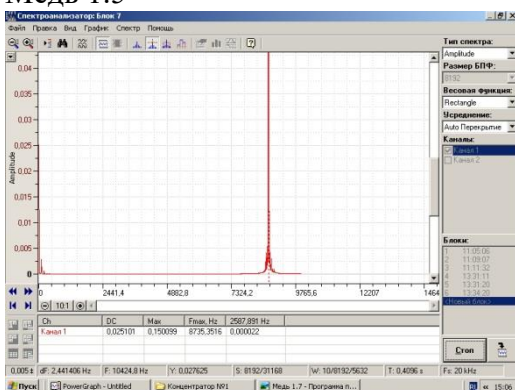 Спектроанализатор: Блок 7
Файл Правка Вид График Спектр Помощь
Тип спектра:
Amplitude
Размер БПФ:
8192
Весовая функция:
Rectangle
Усреднение:
Auto Перекрытие
Каналы:
Канал 1
Канал 2
Amplitude
0,04
0,035
0,03
0,025
0,02
0,015
0,01
0,005
0
0 2441,4 4882,8 7324,2 9765,6 12207 1464
Блоки:
1 11:05:06
2 11:09:07
3 11:11:32
4 13:31:11
5 13:31:20
6 13:34:20
<Новый блок>
10:1
Ch DC Max Fmax, Hz 2587,891 Hz
Канал 1 0,025101 0,150099 8735,3516 0,000022
Стоп
dF: 2,441406 Hz F: 10424,8 Hz Y: 0,027625 S: 8192/31168 W: 10/8192/5632 T: 0,4096 s Fs: 20 kHz
Пуск PowerGraph - Untitled Концентратор №1 Медь 1.7 - Программа п... 15:09